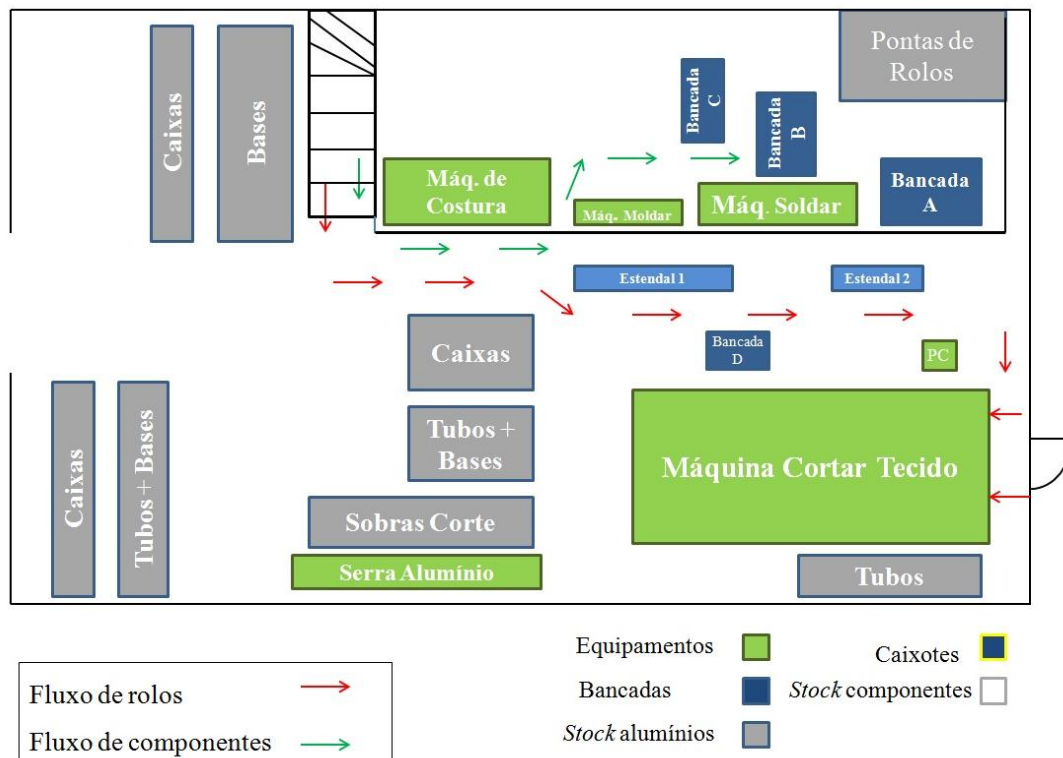 Caixas
Bases
Bancada
C
Bancada
B
Pontas de
Rolos
Máq. de
Costura
Máq. Moldar
Máq. Soldar
Bancada
A
Estendal 1
Estendal 2
Caixas
Bancada
D
PC
Caixas
Tubos + Bases
Tubos +
Bases
Máquina Cortar Tecido
Sobras Corte
Serra Alumínio
Tubos
Fluxo de rolos
Fluxo de componentes
Equipamentos
Bancadas
Stock alumínios
Caixotes
Stock componentes